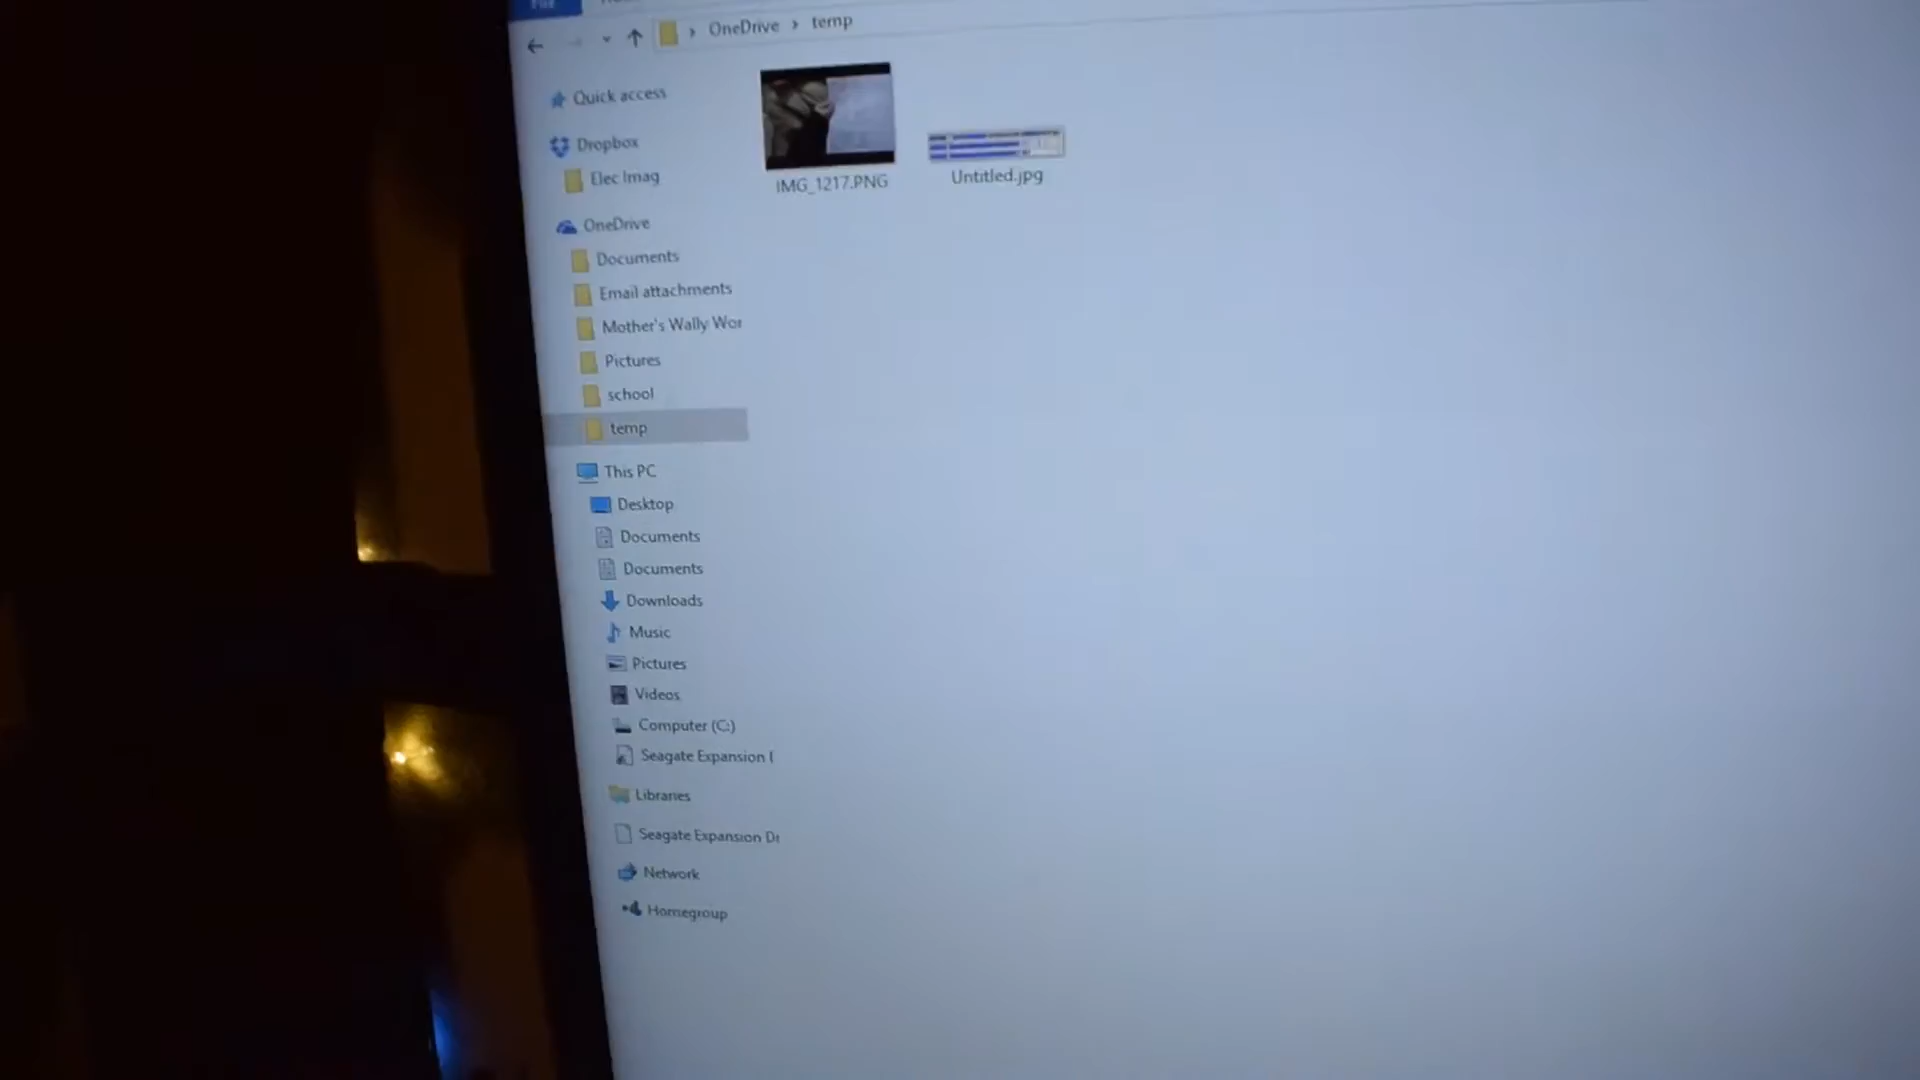 File
OneDrive > temp
Quick access
Dropbox
Elec Imag
OneDrive
Documents
Email attachments
Mother's Wally Wor
Pictures
school
temp
This PC
Desktop
Documents
Documents
Downloads
Music
Pictures
Videos
Computer (C:)
Seagate Expansion
Libraries
Seagate Expansion Dr
Network
Homegroup
IMG_1217.PNG
Untitled.jpg